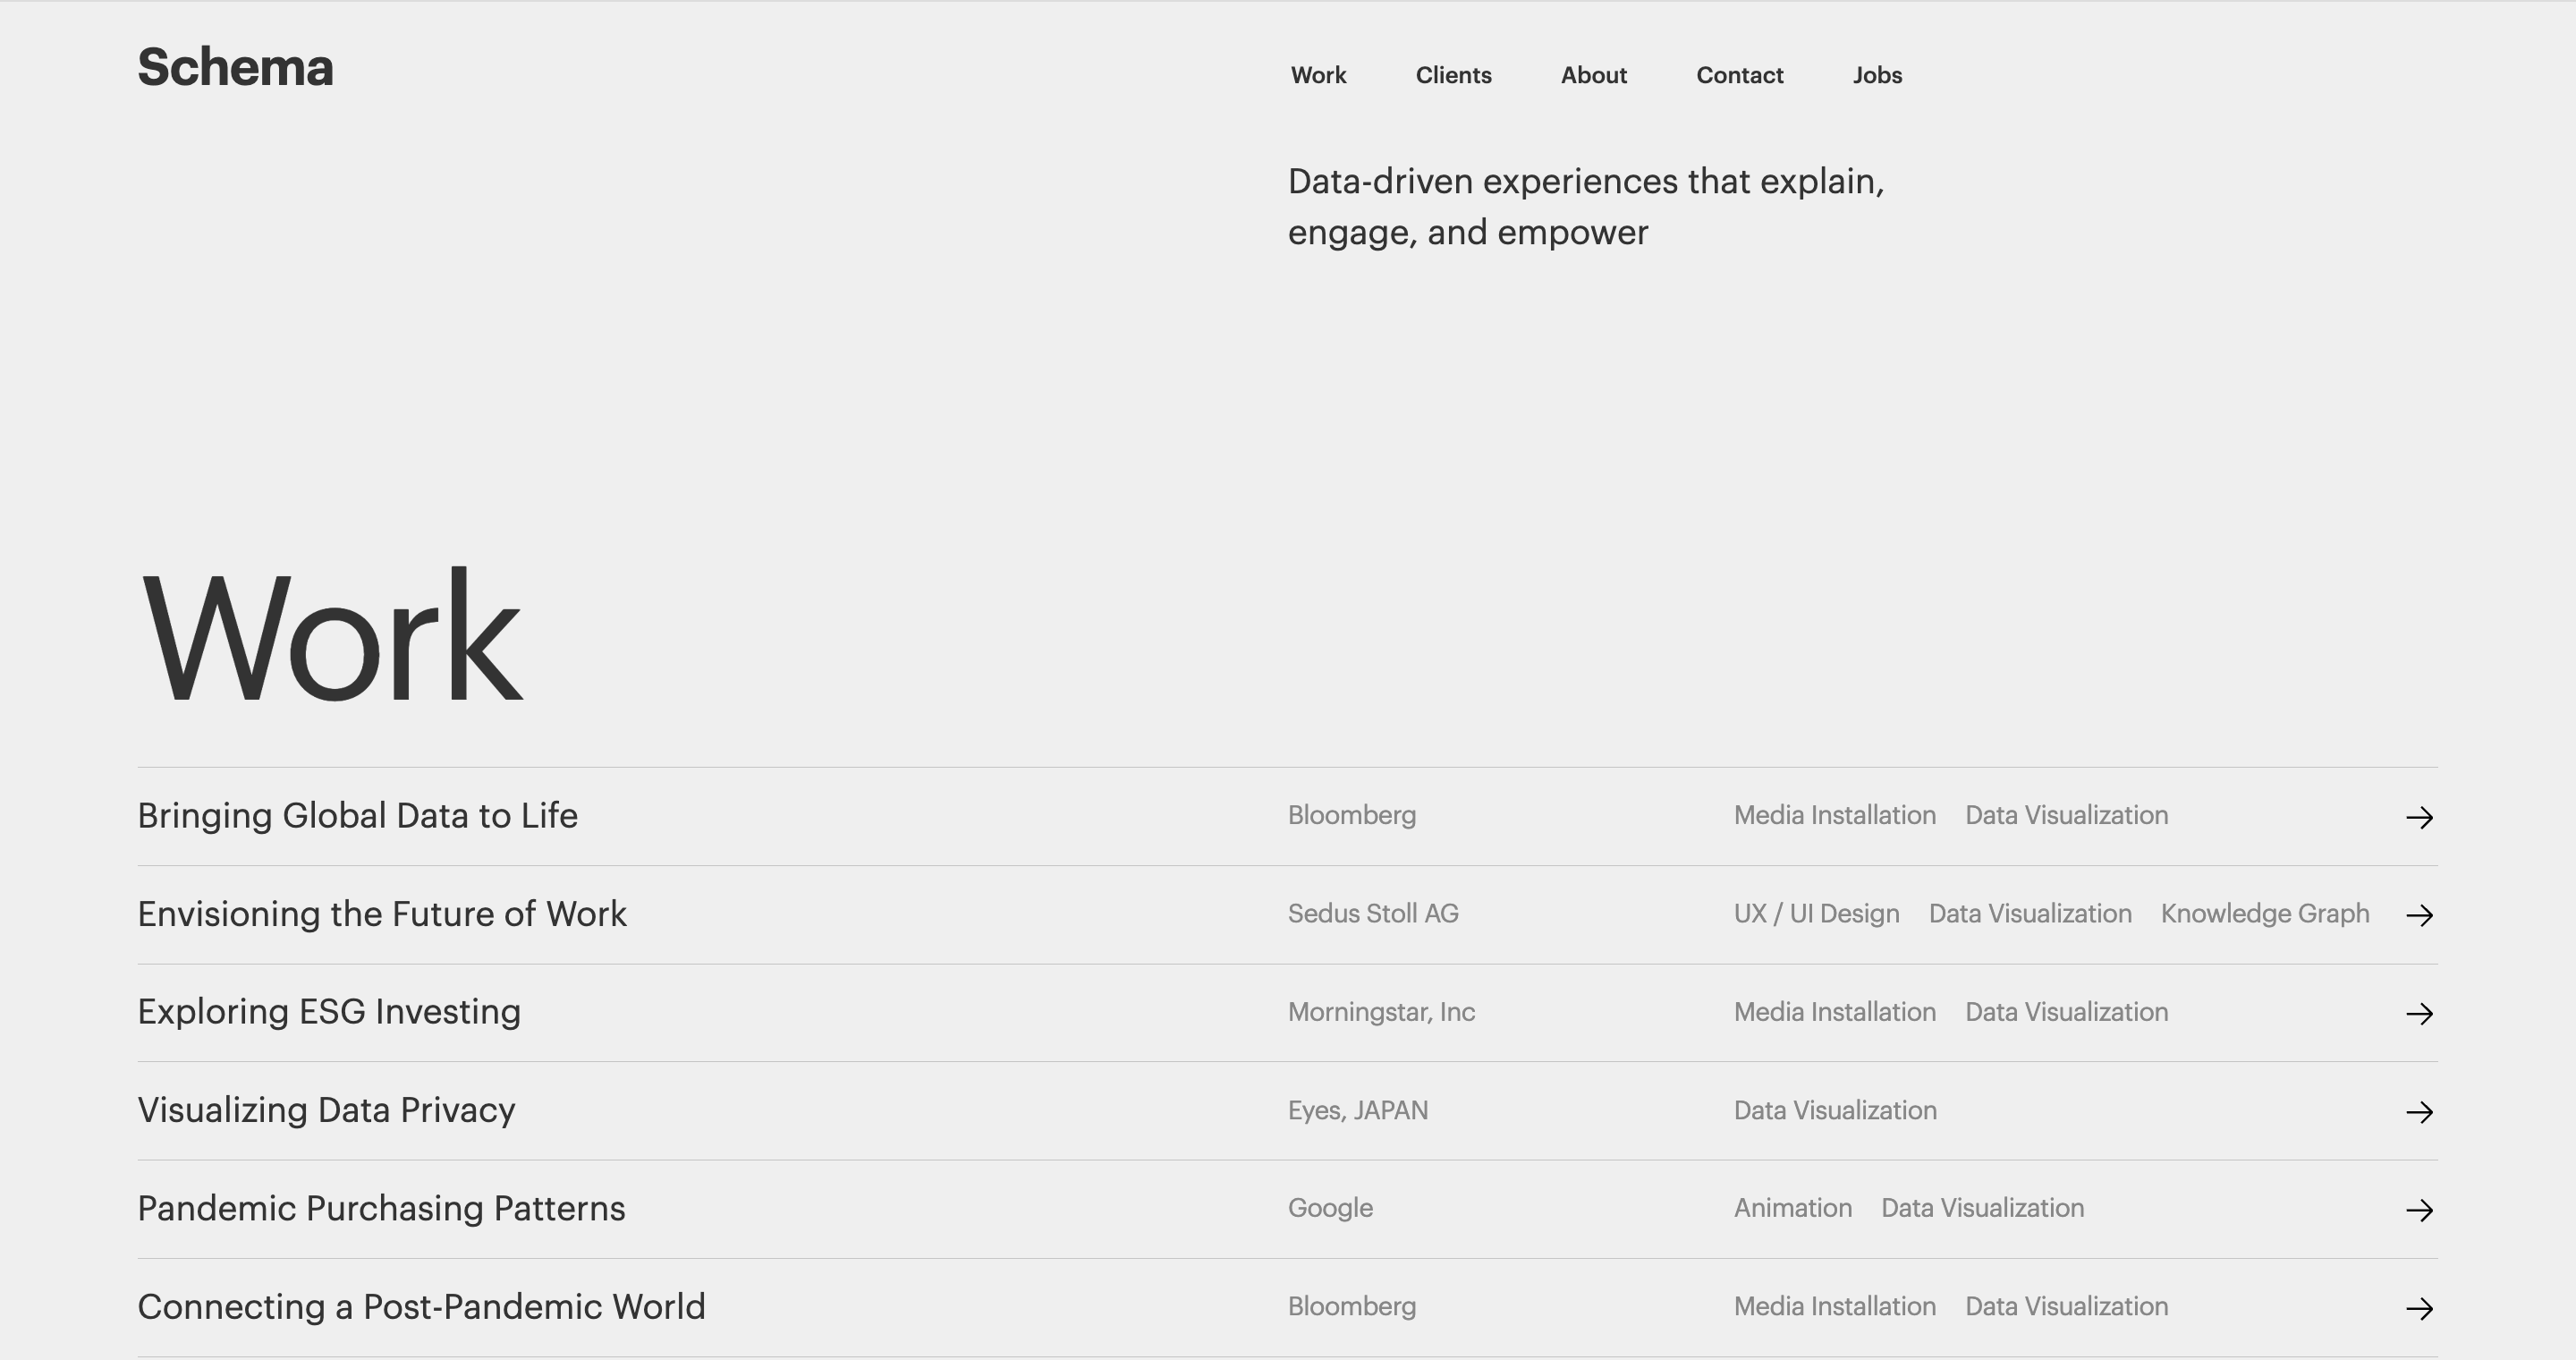 Schema
Work Clients About Contact Jobs
Data-driven experiences that explain,
engage, and empower
Work
Bringing Global Data to Life Bloomberg Media Installation Data Visualization
Envisioning the Future of Work Sedus Stoll AG UX / UI Design Data Visualization Knowledge Graph
Exploring ESG Investing Morningstar, Inc Media Installation Data Visualization
Visualizing Data Privacy Eyes, JAPAN Data Visualization
Pandemic Purchasing Patterns Google Animation Data Visualization
Connecting a Post-Pandemic World Bloomberg Media Installation Data Visualization